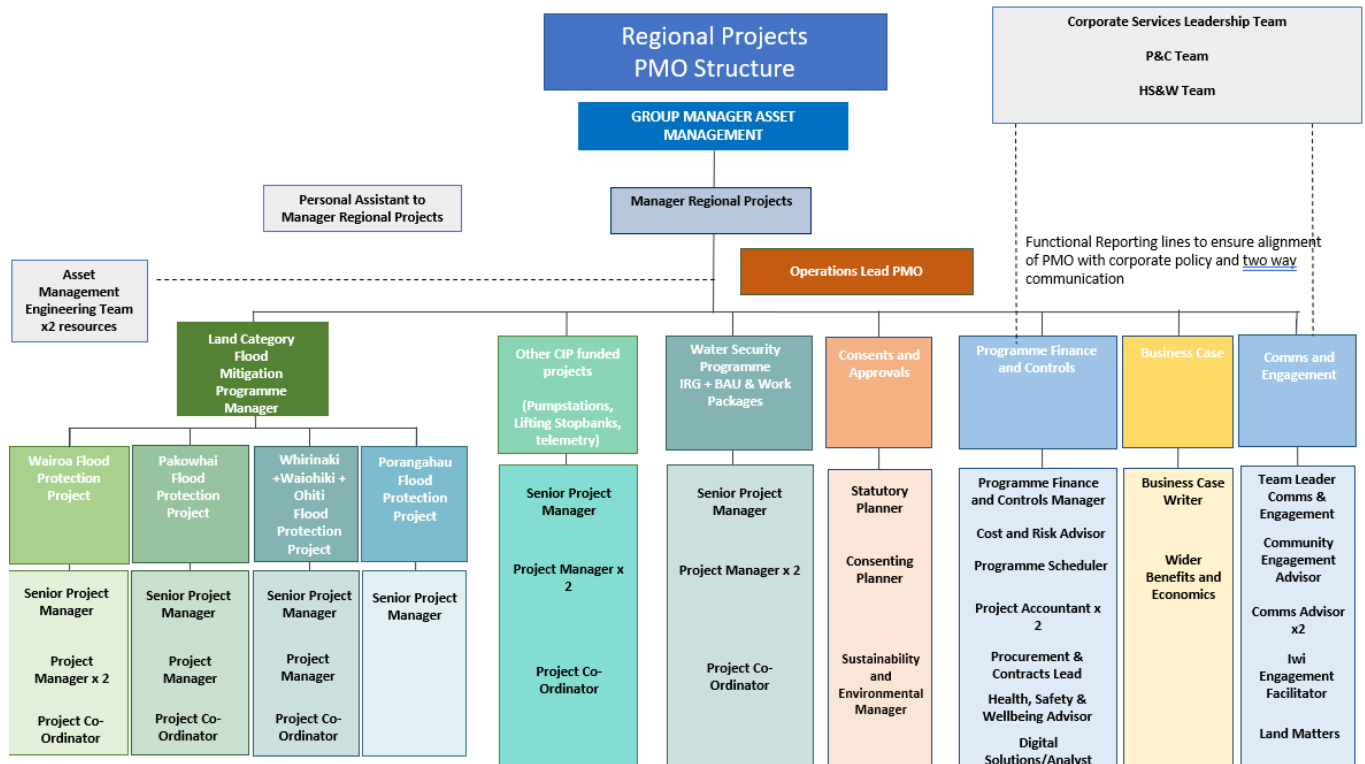 Regional Projects
PMO Structure
Corporate Services Leadership Team
P&C Team
HS&W Team
GROUP MANAGER ASSET
MANAGEMENT
Personal Assistant to
Manager Regional Projects
Manager Regional Projects
Functional Reporting lines to ensure alignment
of PMO with corporate policy and two way
communication
Operations Lead PMO
Asset
Management
Engineering Team
x2 resources
Land Category
Flood
Mitigation
Programme
Manager
Other CIP funded
projects
(Pumpstations,
Lifting Stopbanks,
telemetry)
Water Security
Programme
IRG + BAU & Work
Packages
Consents and
Approvals
Programme Finance
and Controls
Business Case
Comms and
Engagement
Wairoa Flood
Protection
Project
Pakowhai
Flood
Protection
Project
Whirinaki
+Waiohiki +
Ohiti
Flood
Protection
Project
Porangahau
Flood
Protection
Project
Senior Project
Manager
Project
Manager x 2
Project Co-
Ordinator
Senior Project
Manager
Project
Manager
Project Co-
Ordinator
Senior Project
Manager
Project
Manager
Project Co-
Ordinator
Senior Project
Manager
Senior Project
Manager
Project Manager x
2
Project Co-
Ordinator
Senior Project
Manager
Project Manager x 2
Project Co-
Ordinator
Statutory
Planner
Consenting
Planner
Sustainability
and
Environmental
Manager
Programme Finance
and Controls Manager
Cost and Risk Advisor
Programme Scheduler
Project Accountant x
2
Procurement &
Contracts Lead
Health, Safety &
Wellbeing Advisor
Digital
Solutions/Analyst
Business Case
Writer
Wider
Benefits and
Economics
Team Leader
Comms &
Engagement
Community
Engagement
Advisor
Comms Advisor
x2
Iwi
Engagement
Facilitator
Land Matters